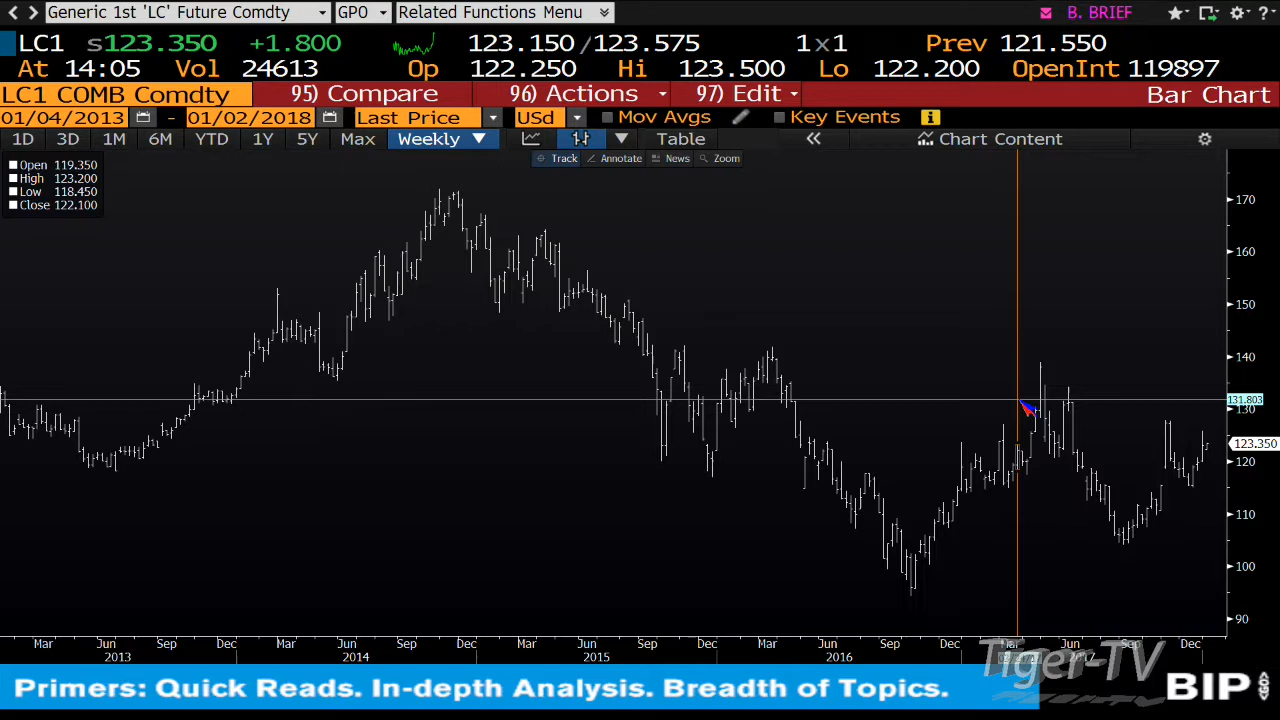 Generic 1st 'LC' Future Comdty GPO Related Functions Menu B. BRIEF
LC1 s123.350 +1.800 123.150/123.575 1x1 Prev 121.550
At 14:05 Vol 24613 Op 122.250 Hi 123.500 Lo 122.200 OpenInt 119897
LC1 COMB Comdty 95) Compare 96) Actions 97) Edit Bar Chart
01/04/2013 - 01/02/2018 Last Price USd Mov Avgs Key Events
1D 3D 1M 6M YTD 1Y 5Y Max Weekly Table Chart Content
Track Annotate News Zoom
Open 119.350
High 123.200
Low 118.450
Close 122.100
170
160
150
140
131.803
130
123.350
120
110
100
90
Mar Jun Sep Dec Mar Jun Sep Dec Mar Jun Sep Dec Mar Jun Sep Dec Mar Jun Sep Dec
2013 2014 2015 2016 2017
Tiger-TV
Primers: Quick Reads. In-depth Analysis. Breadth of Topics.
BIP